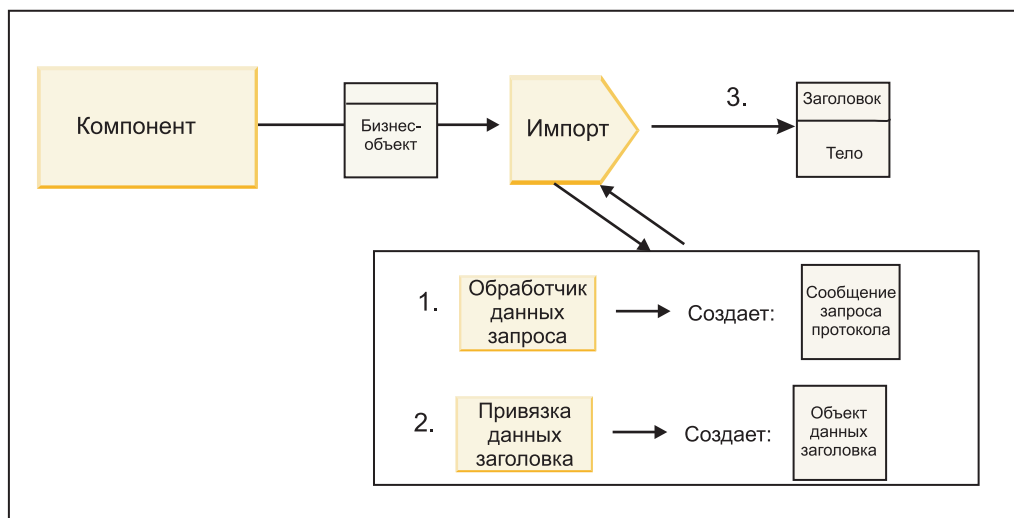 Компонент
Бизнес-
объект
Импорт
3.
Заголовок
Тело
1.
Обработчик
данных
запроса
Создает:
Сообщение
запроса
протокола
2.
Привязка
данных
заголовка
Создает:
Объект
данных
заголовка